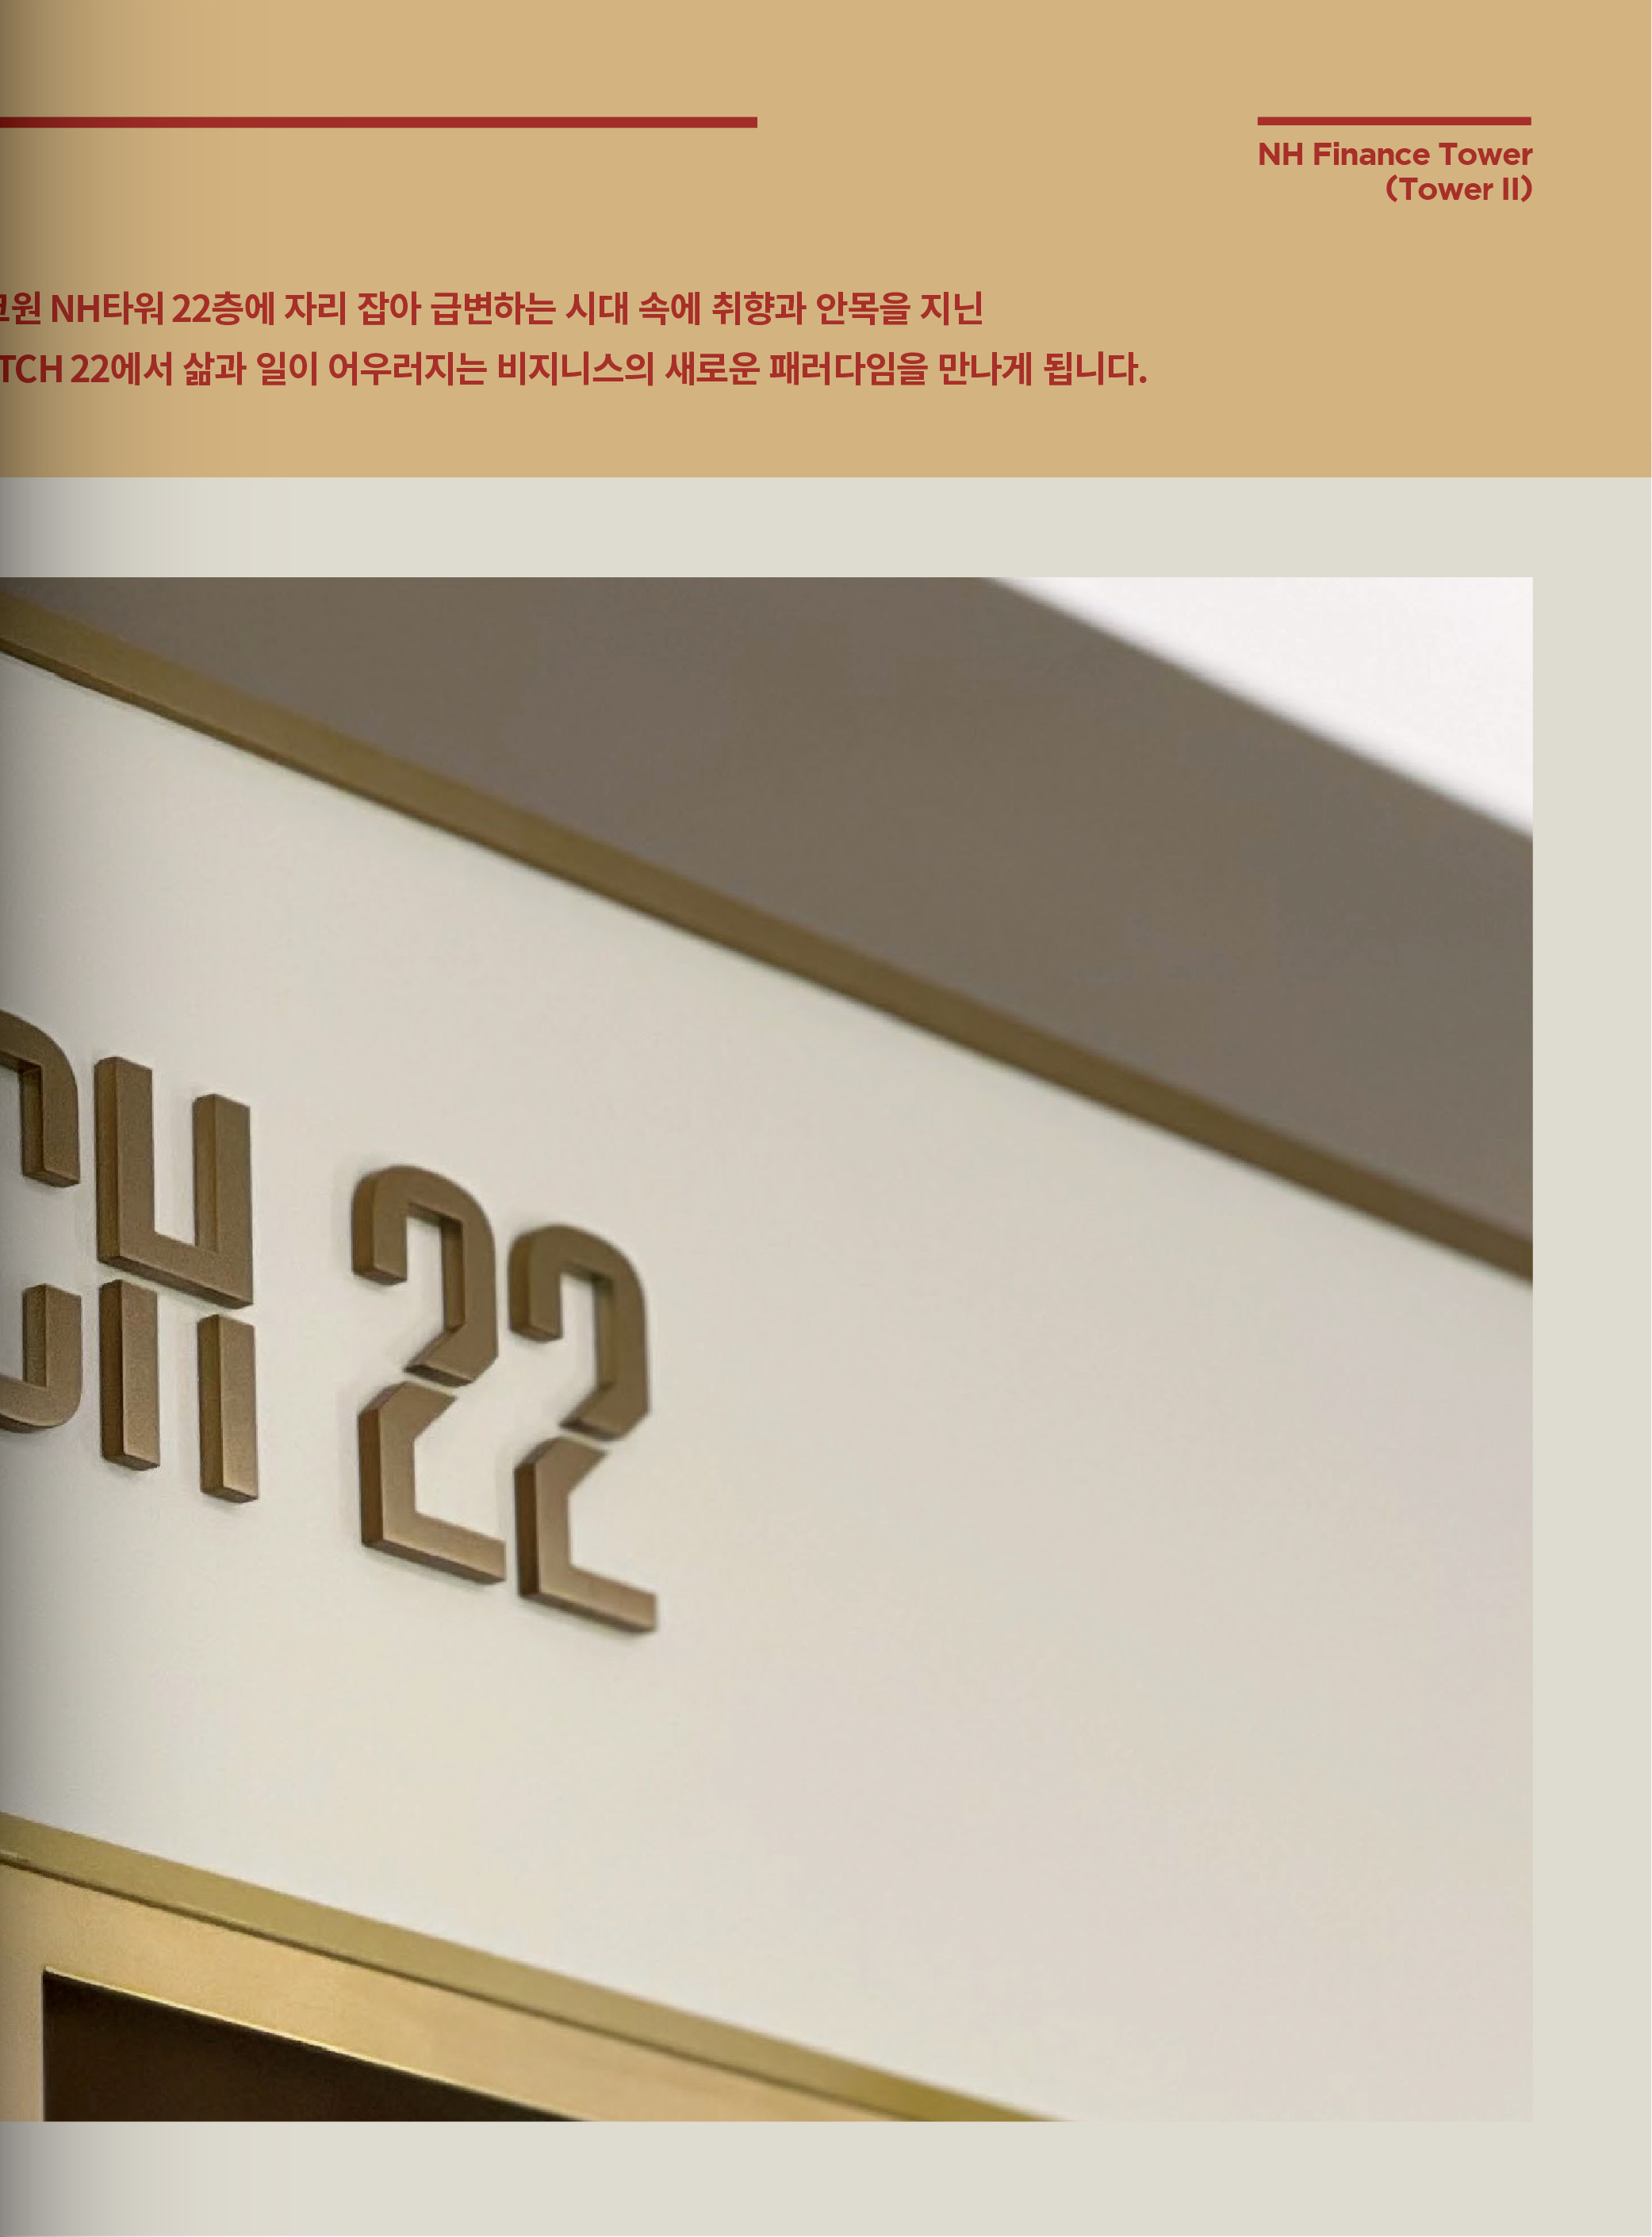 NH Finance Tower
(Tower II)
NH타워 22층에 자리 잡아 급변하는 시대 속에 취향과 안목을 지닌
TCH 22에서 삶과 일이 어우러지는 비지니스의 새로운 패러다임을 만나게 됩니다.
CH 22